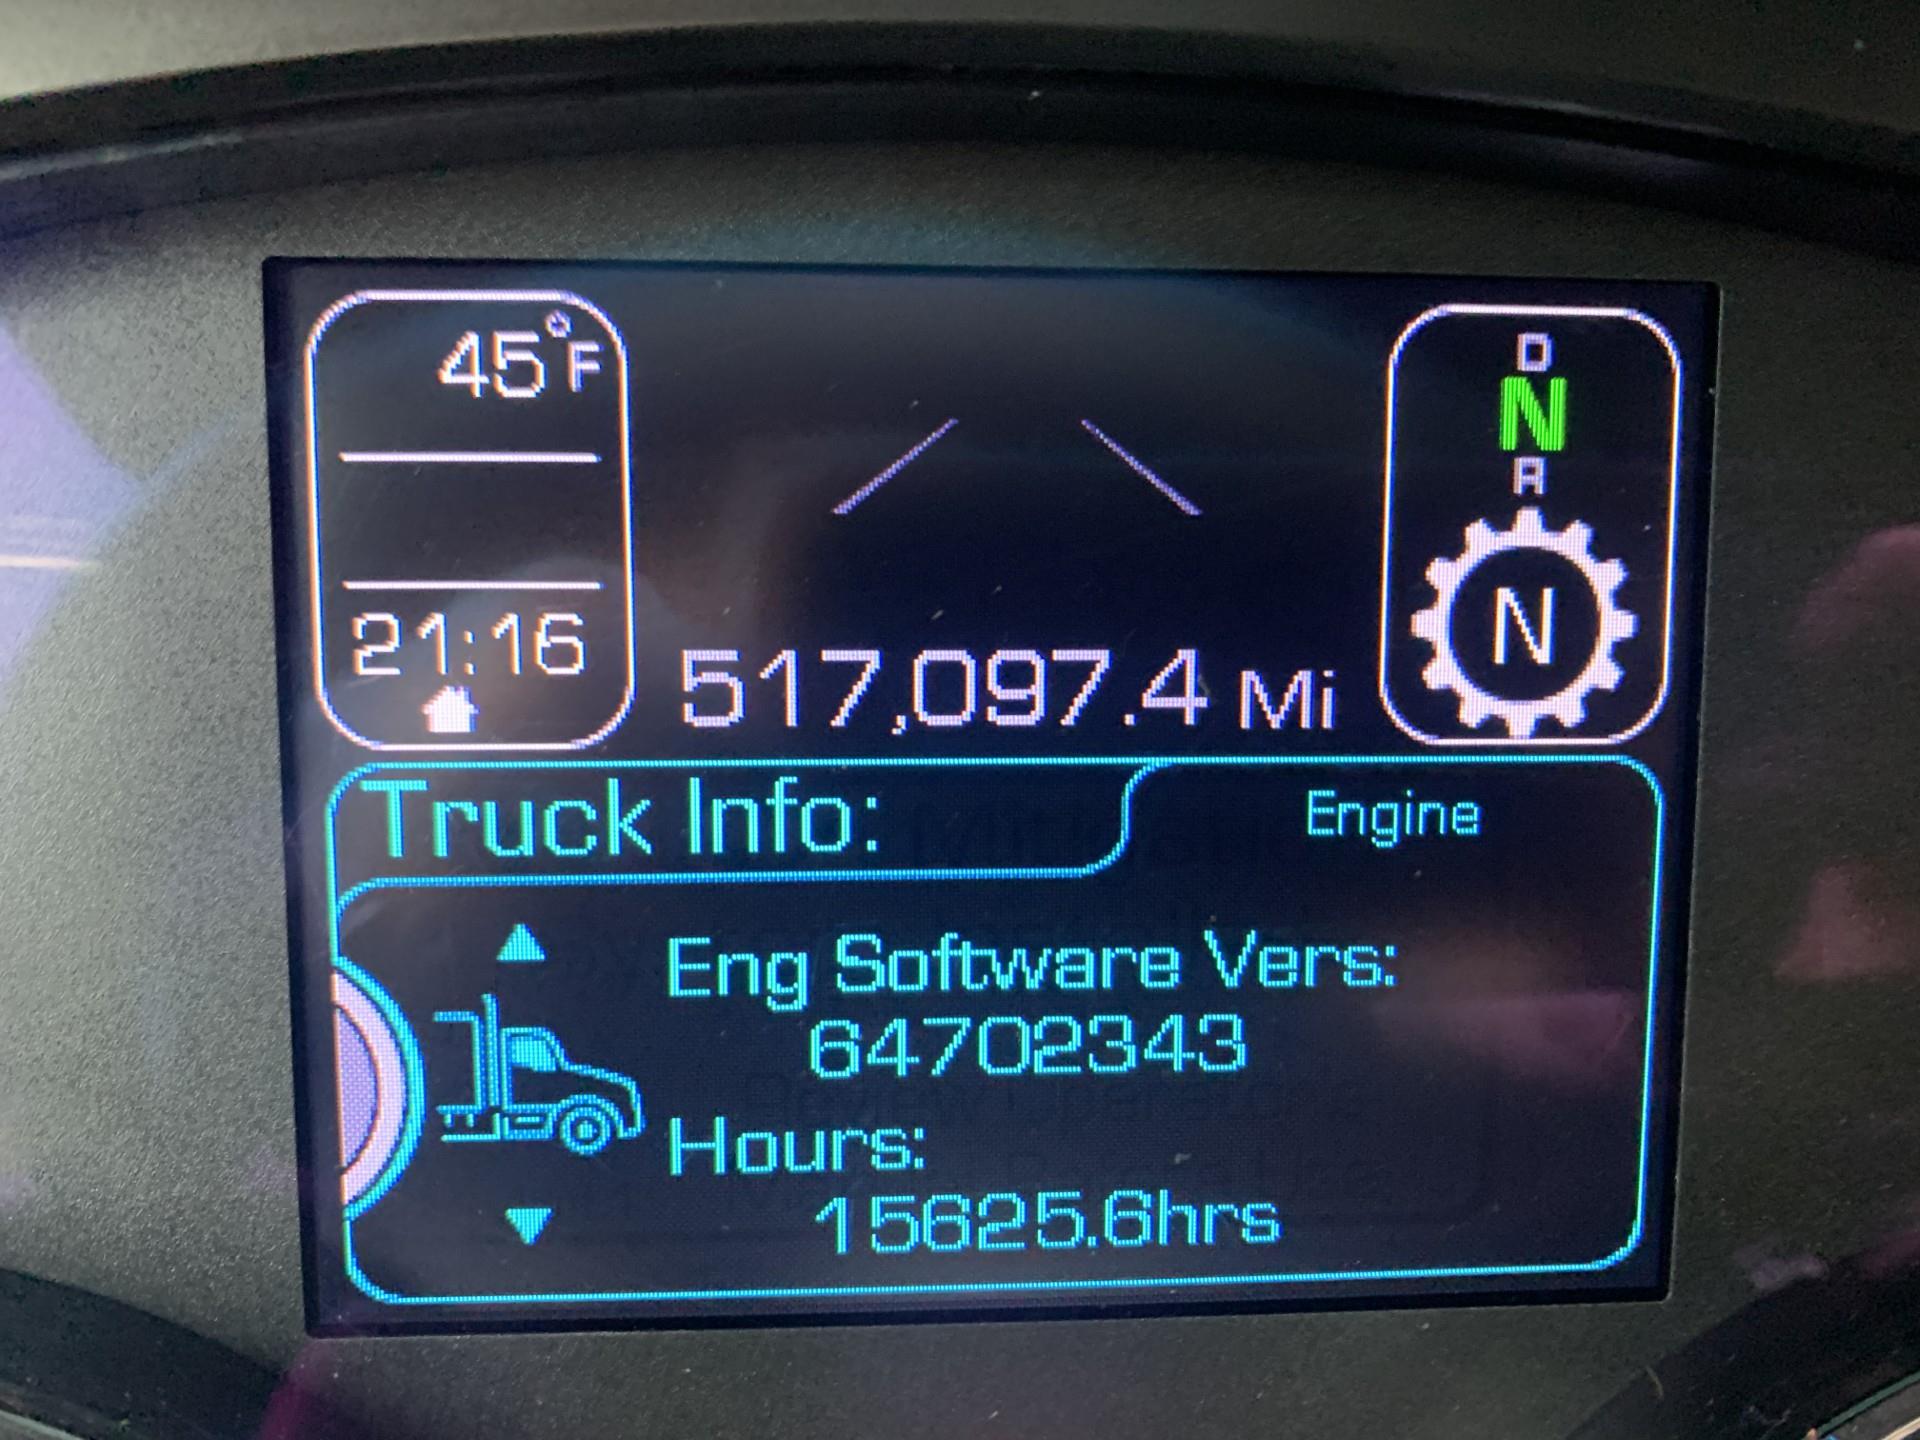 45°F
21:16
517,097.4 Mi
D
N
R
N
Truck Info:
Engine
Eng Software Vers:
64702343
Hours:
15625.6hrs